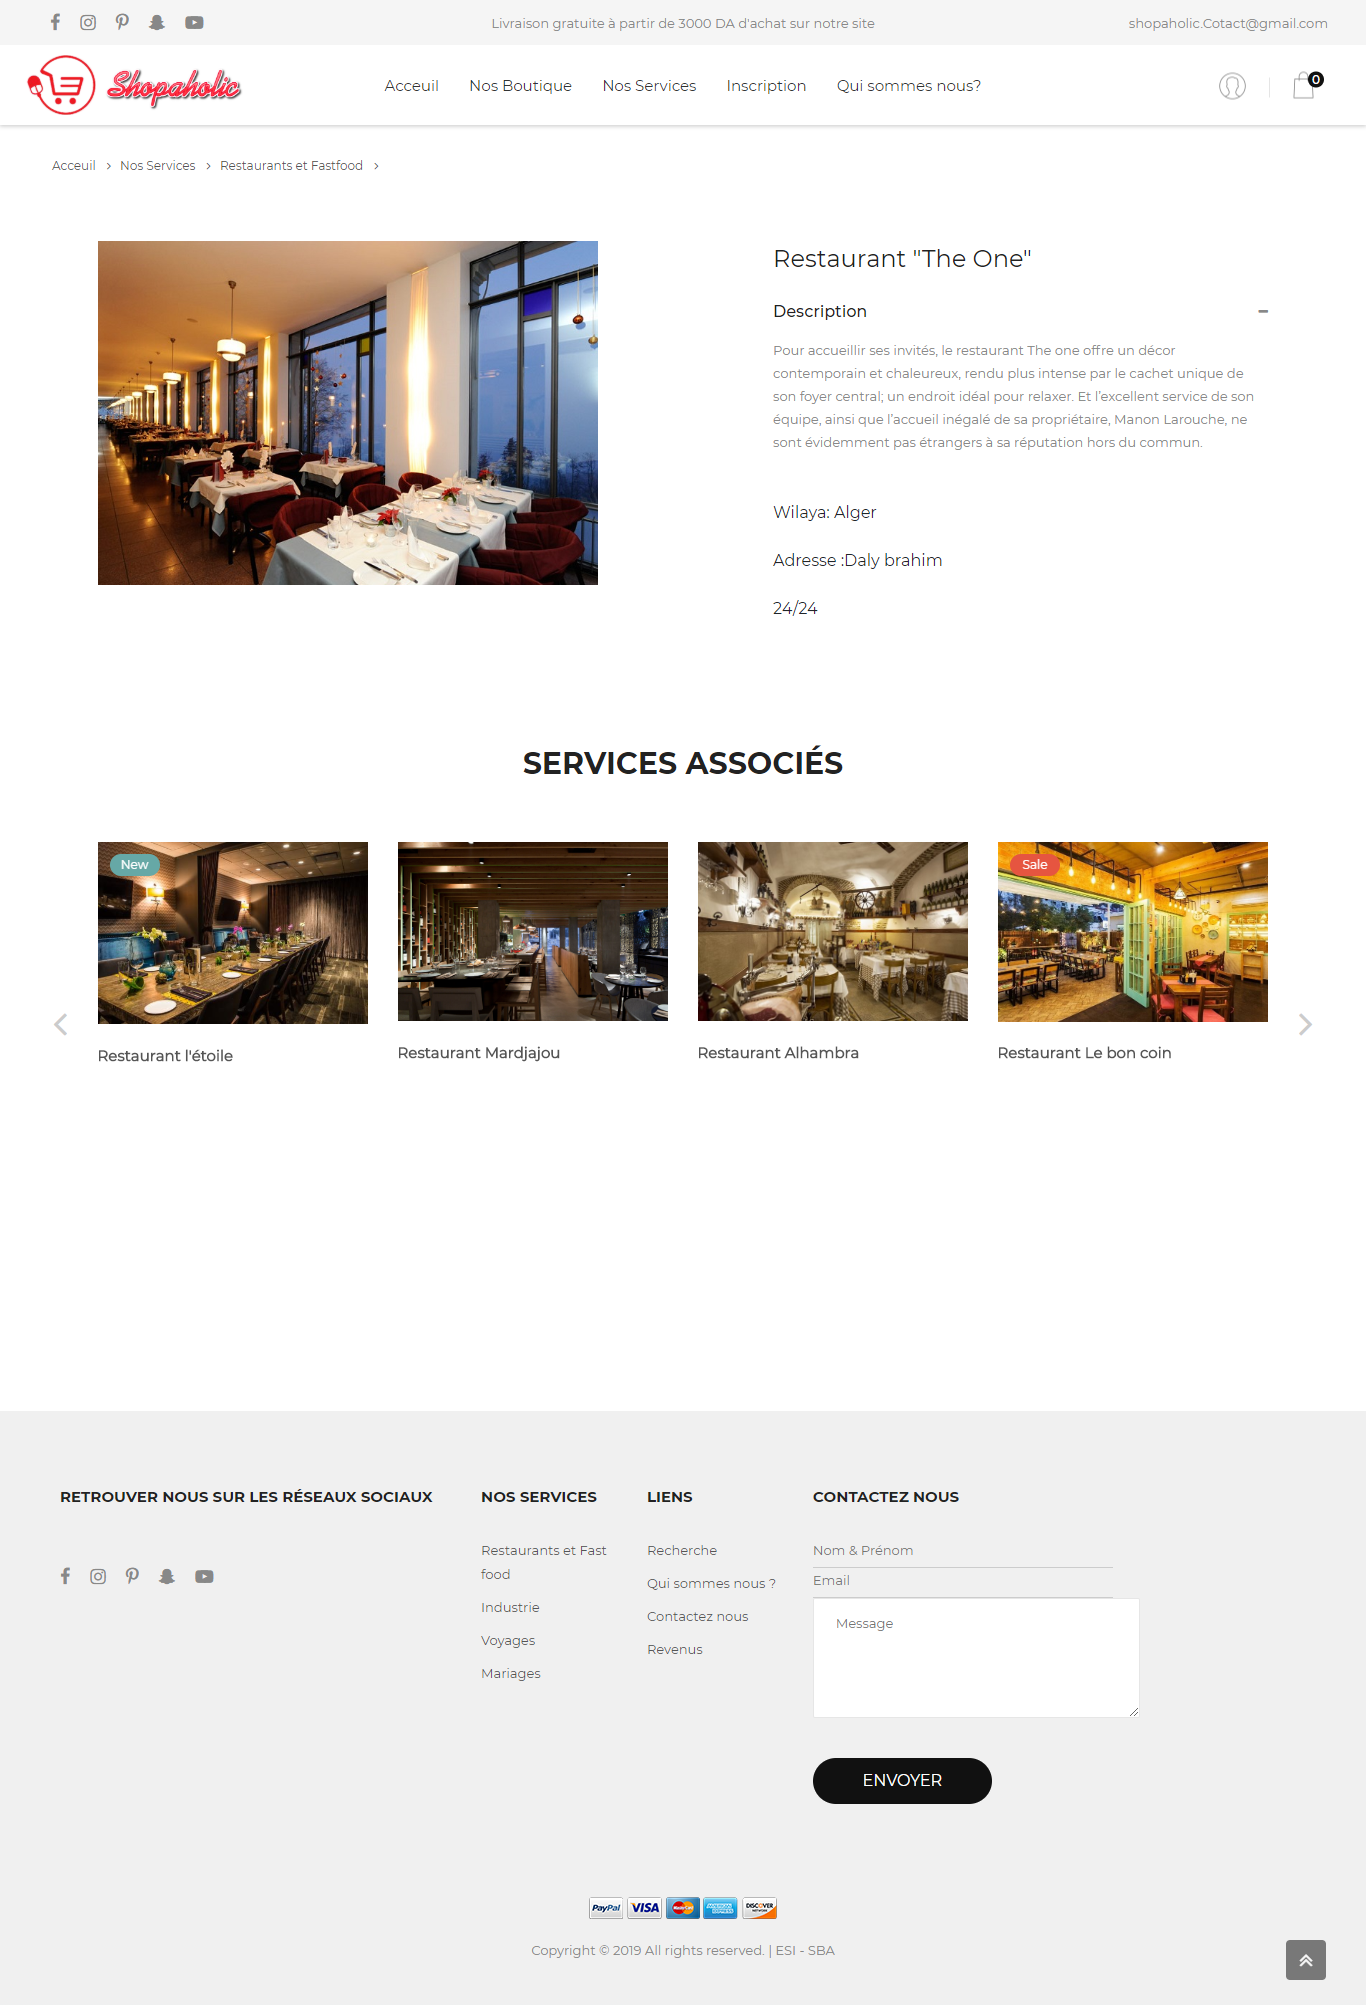 Livraison gratuite à partir de 3000 DA d'achat sur notre site
shopaholic.Cotact@gmail.com
Shopaholic
Acceuil
Nos Boutique
Nos Services
Inscription
Qui sommes nous?
0
Acceuil > Nos Services > Restaurants et Fastfood >
Restaurant "The One"
Description
Pour accueillir ses invités, le restaurant The one offre un décor
contemporain et chaleureux, rendu plus intense par le cachet unique de
son foyer central; un endroit idéal pour relaxer. Et l’excellent service de son
équipe, ainsi que l’accueil inégalé de sa propriétaire, Manon Larouche, ne
sont évidemment pas étrangers à sa réputation hors du commun.
Wilaya: Alger
Adresse :Daly brahim
24/24
SERVICES ASSOCIÉS
New
Sale
Restaurant l'étoile
Restaurant Mardjajou
Restaurant Alhambra
Restaurant Le bon coin
RETROUVER NOUS SUR LES RÉSEAUX SOCIAUX
NOS SERVICES
Restaurants et Fast
food
Industrie
Voyages
Mariages
LIENS
Recherche
Qui sommes nous ?
Contactez nous
Revenus
CONTACTEZ NOUS
Nom & Prénom
Email
Message
ENVOYER
PayPal
VISA
MasterCard
AMERICAN EXPRESS
DISCOVER NETWORK
Copyright © 2019 All rights reserved. | ESI - SBA